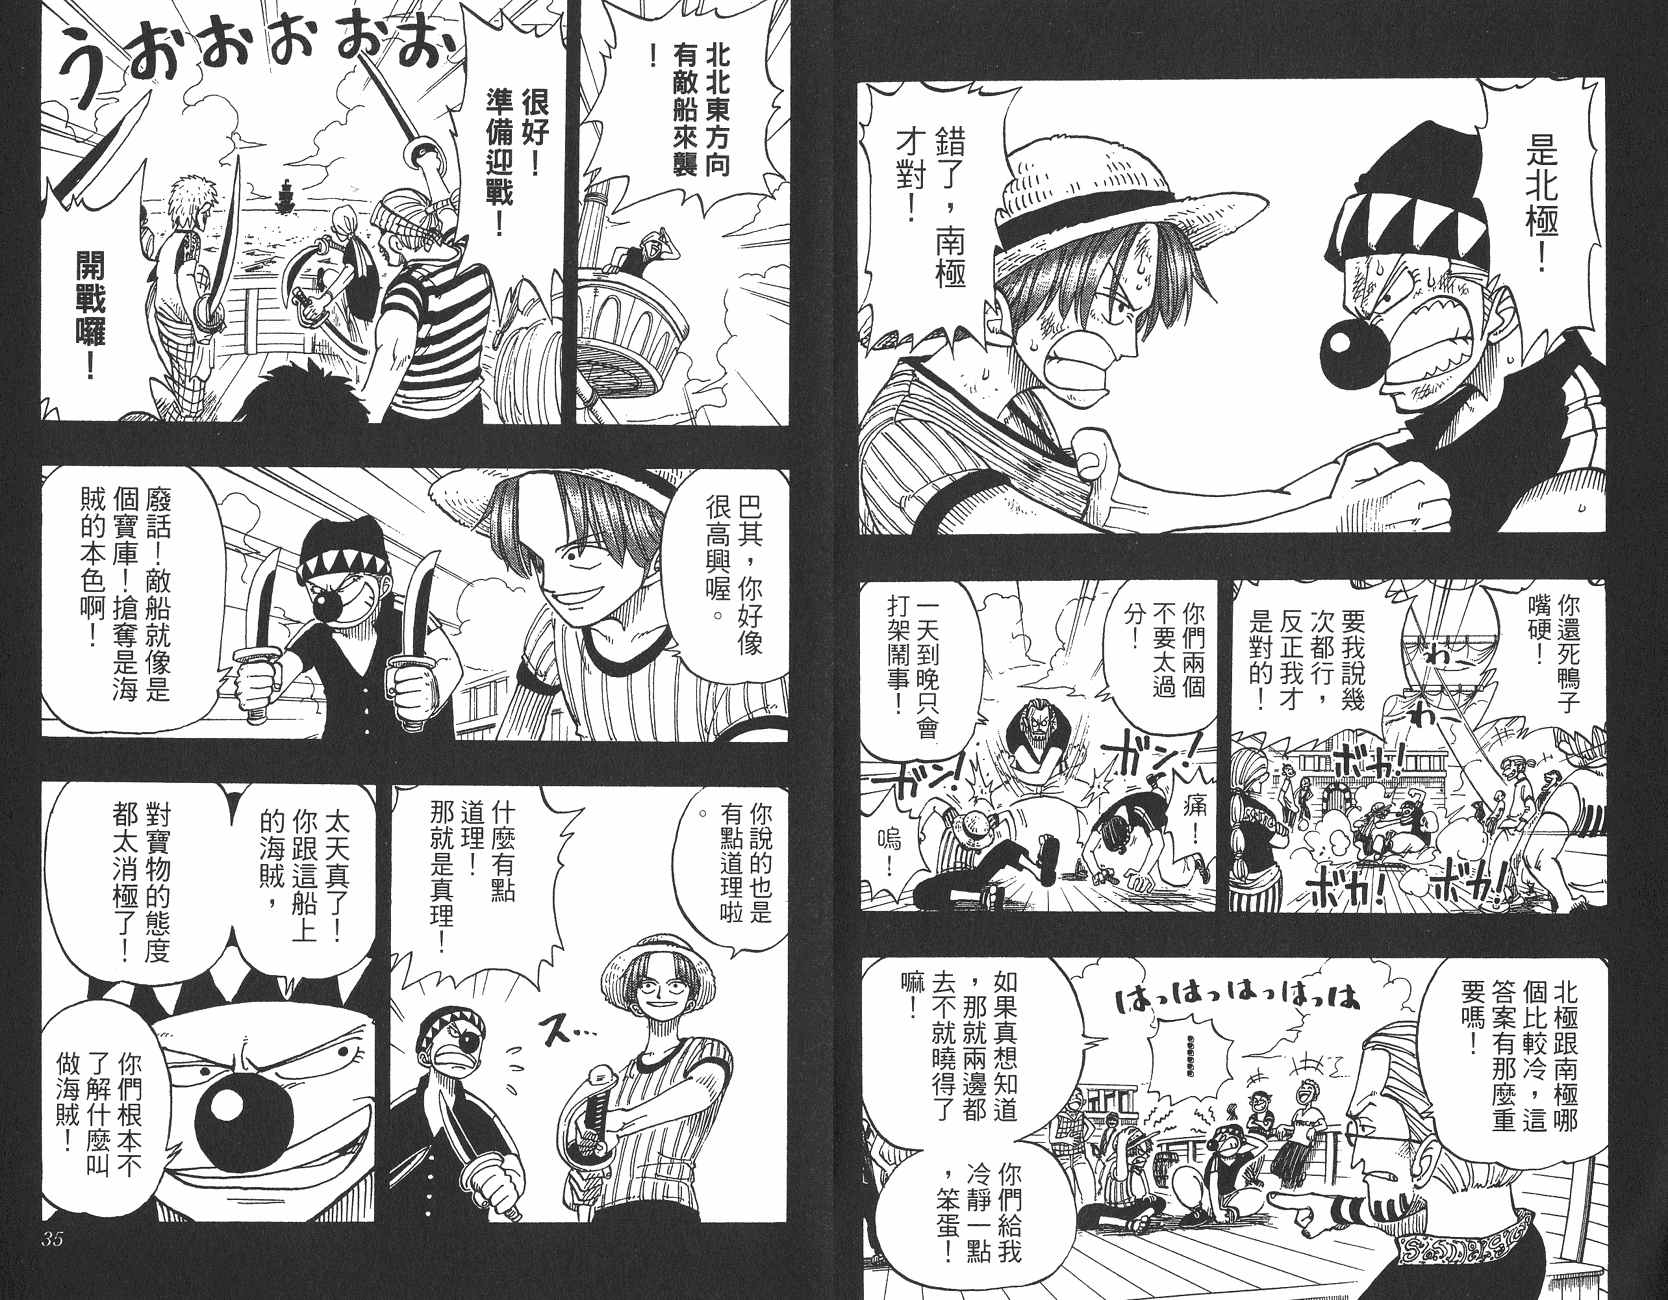 是北極！
錯了，南極
才對！
你還死鴨子
嘴硬！
要我說幾
次都行，
反正我才
是對的！
わー
わー
ボカ！
ボカ！
ボカ！
你們兩個
不要太過
分！
一天到晚只會
打架鬧事！
ガン！
ガン！
痛！
嗚！
北極跟南極哪
個比較冷，這
答案有那麼重
要嗎！
はっはっはっはっは
如果真想知道
，那就兩邊都
去不就曉得了
嘛！
你們給我
冷靜一點
，笨蛋！
北北東方向
有敵船來襲
！
很好！
準備迎戰！
うおおおおお
開戰囉！
巴其，你好像
很高興喔。
廢話！敵船就像是
個寶庫！搶奪是海
賊的本色啊！
你說的也是
有點道理啦
。
什麼有點
道理！
那就是真理！
ス…
太天真了！
你跟這船上
的海賊，
對寶物的態度
都太消極了！
你們根本不
了解什麼叫
做海賊！
35